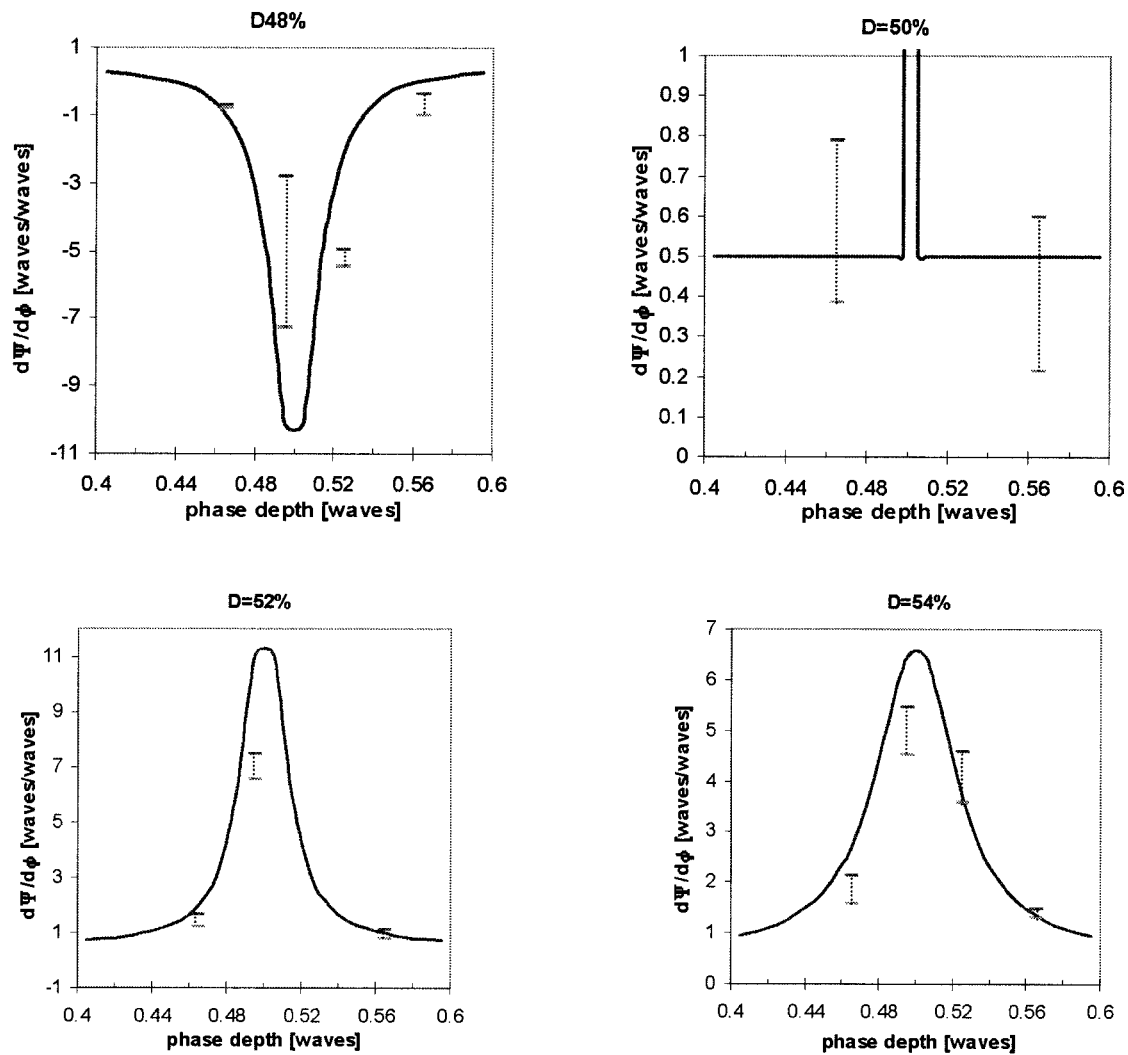 D48%
1
-1
-3
-5
-7
-9
-11
dΨ/dϕ [waves/waves]
0.4 0.44 0.48 0.52 0.56 0.6
phase depth [waves]
D=50%
1
0.9
0.8
0.7
0.6
0.5
0.4
0.3
0.2
0.1
0
dΨ/dϕ [waves/waves]
0.4 0.44 0.48 0.52 0.56 0.6
phase depth [waves]
D=52%
11
9
7
5
3
1
-1
dΨ/dϕ [waves/waves]
0.4 0.44 0.48 0.52 0.56 0.6
phase depth [waves]
D=54%
7
6
5
4
3
2
1
0
dΨ/dϕ [waves/waves]
0.4 0.44 0.48 0.52 0.56 0.6
phase depth [waves]